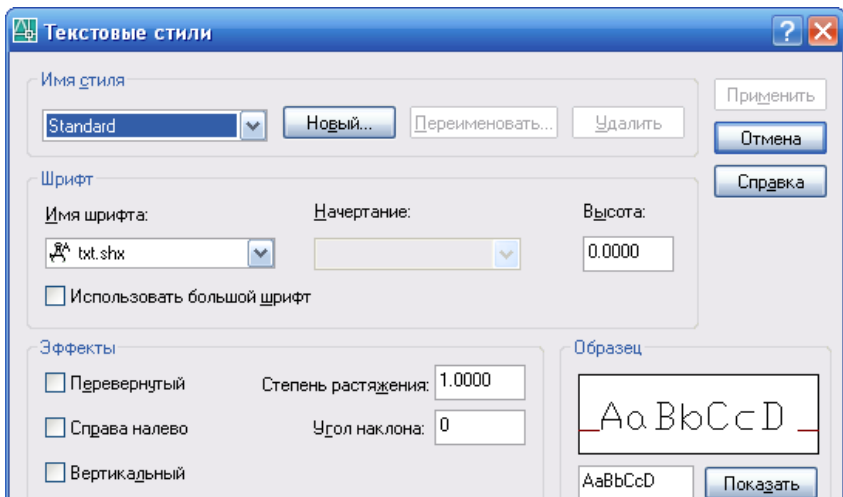 Текстовые стили
Имя стиля
Standard
Новый...
Переименовать...
Удалить
Применить
Отмена
Справка
Шрифт
Имя шрифта:
Начертание:
Высота:
txt.shx
0.0000
Использовать большой шрифт
Эффекты
Перевернутый
Степень растяжения: 1.0000
Справа налево
Угол наклона: 0
Вертикальный
Образец
AaBbCcD
AaBbCcD
Показать